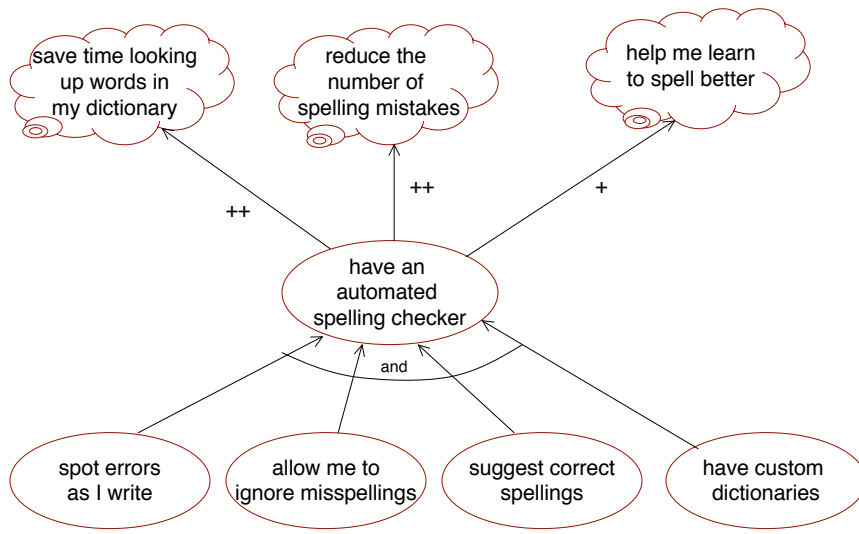 save time looking
up words in
my dictionary
reduce the
number of
spelling mistakes
help me learn
to spell better
++
++
+
have an
automated
spelling checker
and
spot errors
as I write
allow me to
ignore misspellings
suggest correct
spellings
have custom
dictionaries